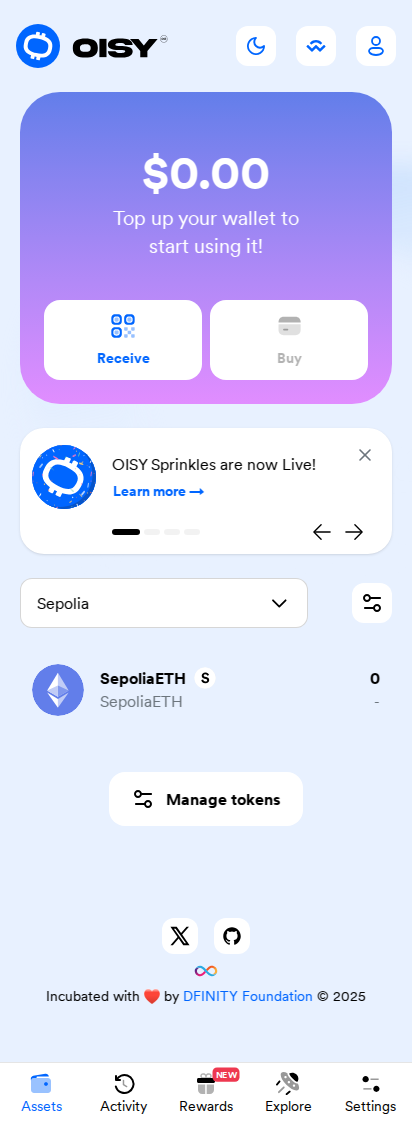 OISY
$0.00
Top up your wallet to
start using it!
Receive
Buy
OISY Sprinkles are now Live!
Learn more →
Sepolia
SepoliaETH S 0
SepoliaETH -
Manage tokens
Incubated with ❤️ by DFINITY Foundation © 2025
NEW
Assets Activity Rewards Explore Settings